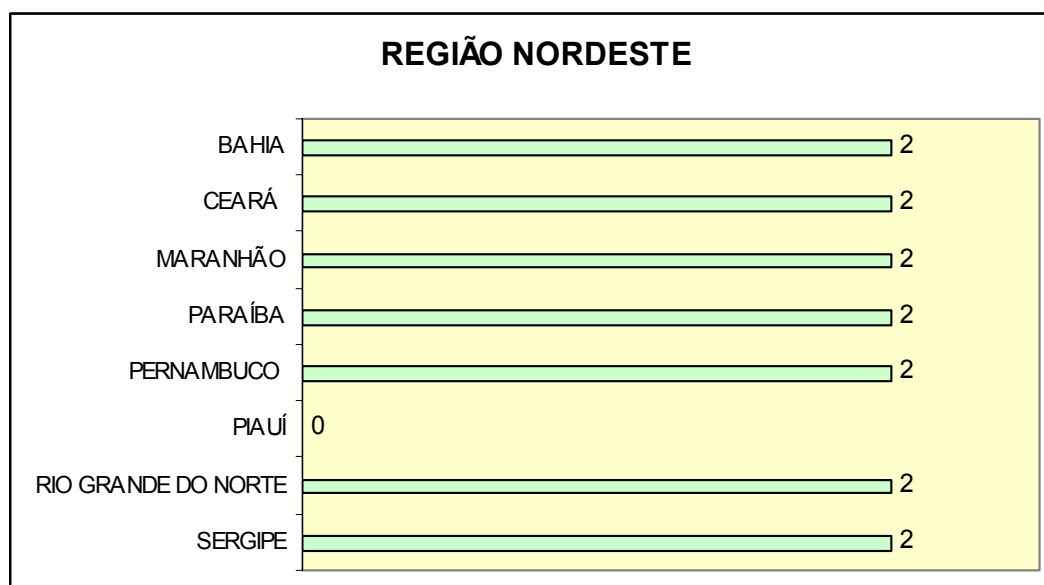 REGIÃO NORDESTE
BAHIA 2
CEARÁ 2
MARANHÃO 2
PARAÍBA 2
PERNAMBUCO 2
PIAUÍ 0
RIO GRANDE DO NORTE 2
SERGIPE 2